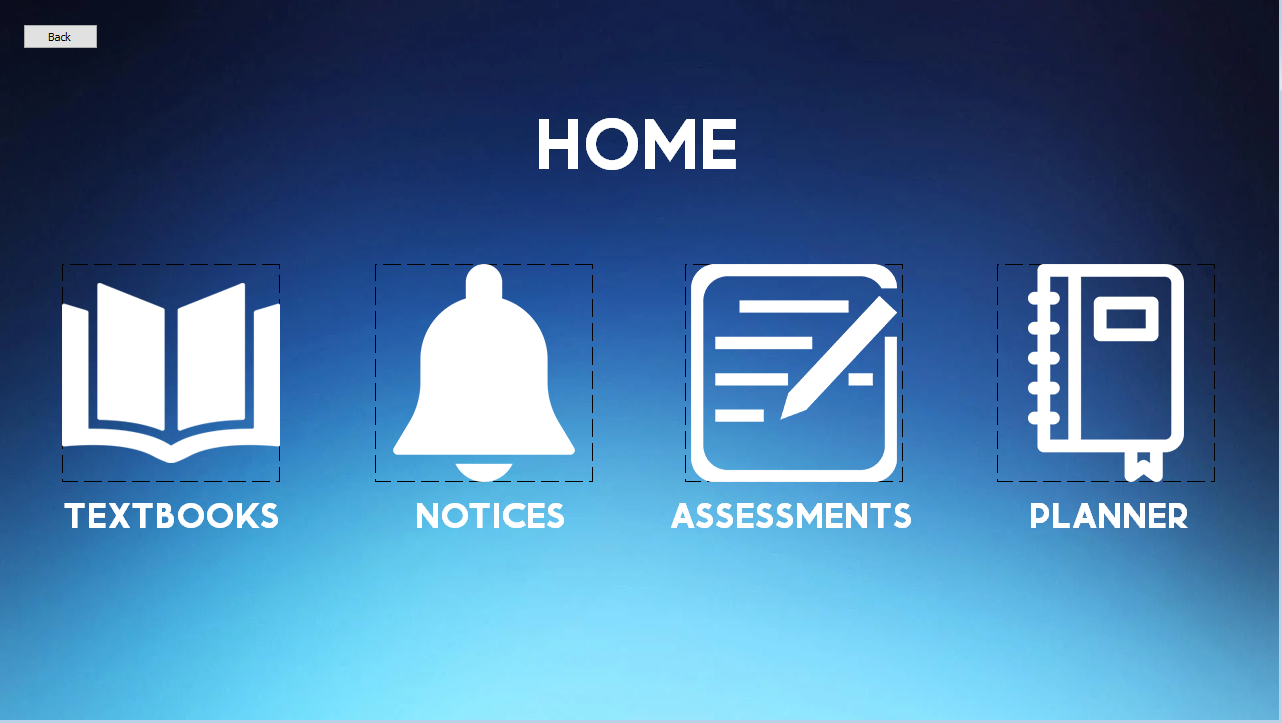 Back
HOME
TEXTBOOKS
NOTICES
ASSESSMENTS
PLANNER